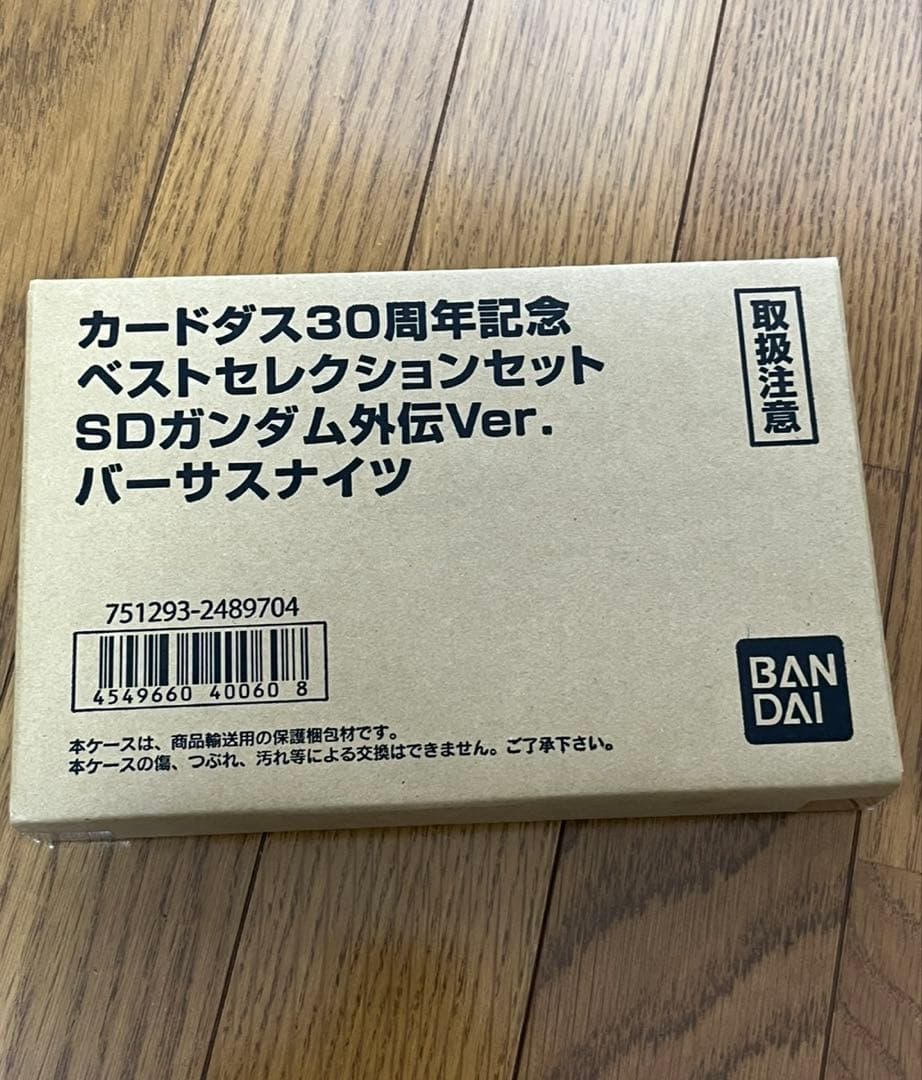 カードダス30周年記念
ベストセレクションセット
SDガンダム外伝Ver.
バーサスナイツ
取扱注意
751293-2489704
4549660 40060 8
BAN
DAI
本ケースは、商品輸送用の保護梱包材です。
本ケースの傷、つぶれ、汚れ等による交換はできません。ご了承下さい。